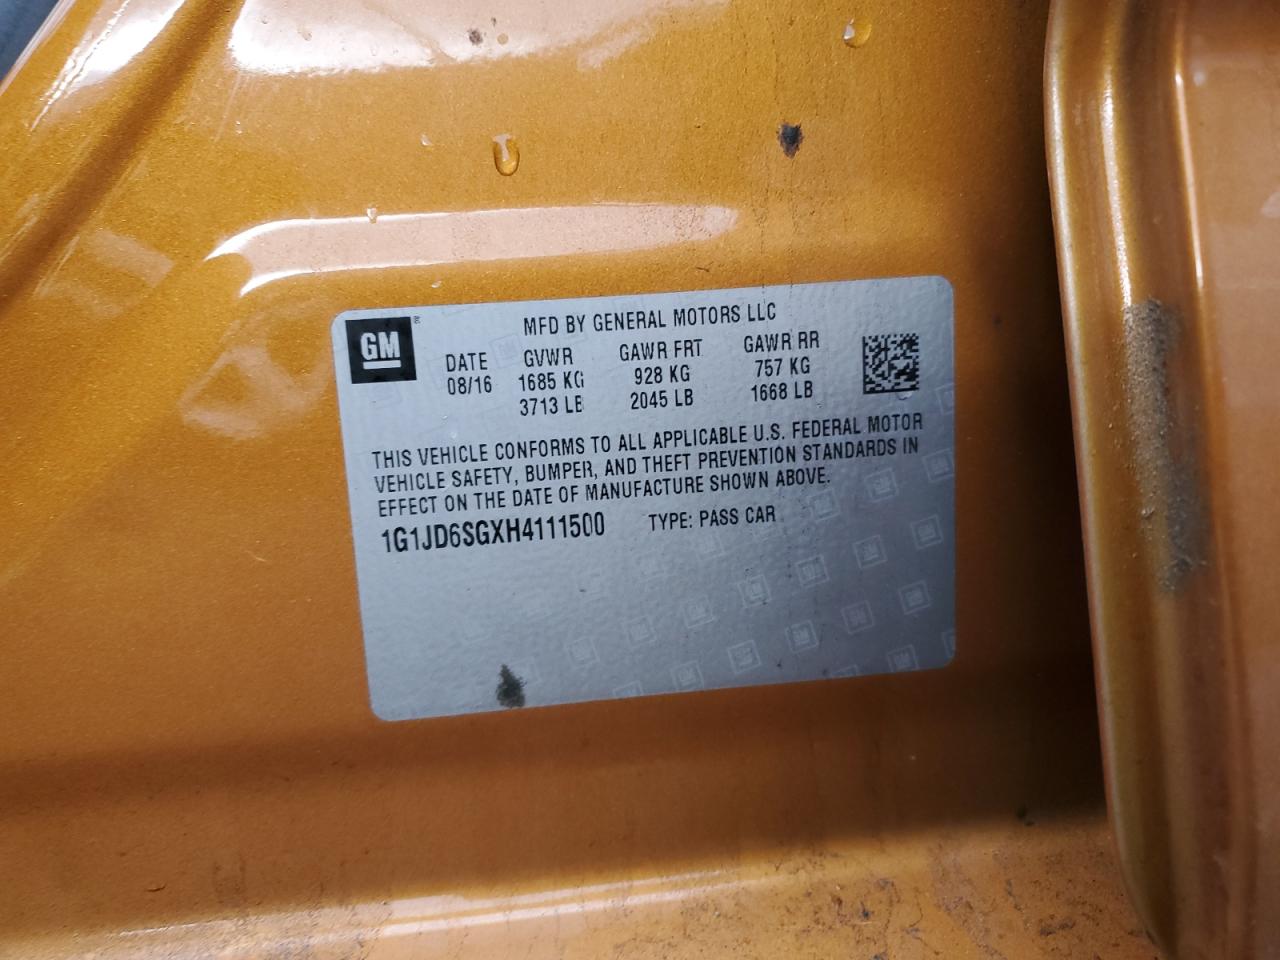 GM
MFD BY GENERAL MOTORS LLC
DATE GVWR GAWR FRT GAWR RR
08/16 1685 KG 928 KG 757 KG
3713 LB 2045 LB 1668 LB
THIS VEHICLE CONFORMS TO ALL APPLICABLE U.S. FEDERAL MOTOR
VEHICLE SAFETY, BUMPER, AND THEFT PREVENTION STANDARDS IN
EFFECT ON THE DATE OF MANUFACTURE SHOWN ABOVE.
1G1JD6SGXH4111500 TYPE: PASS CAR